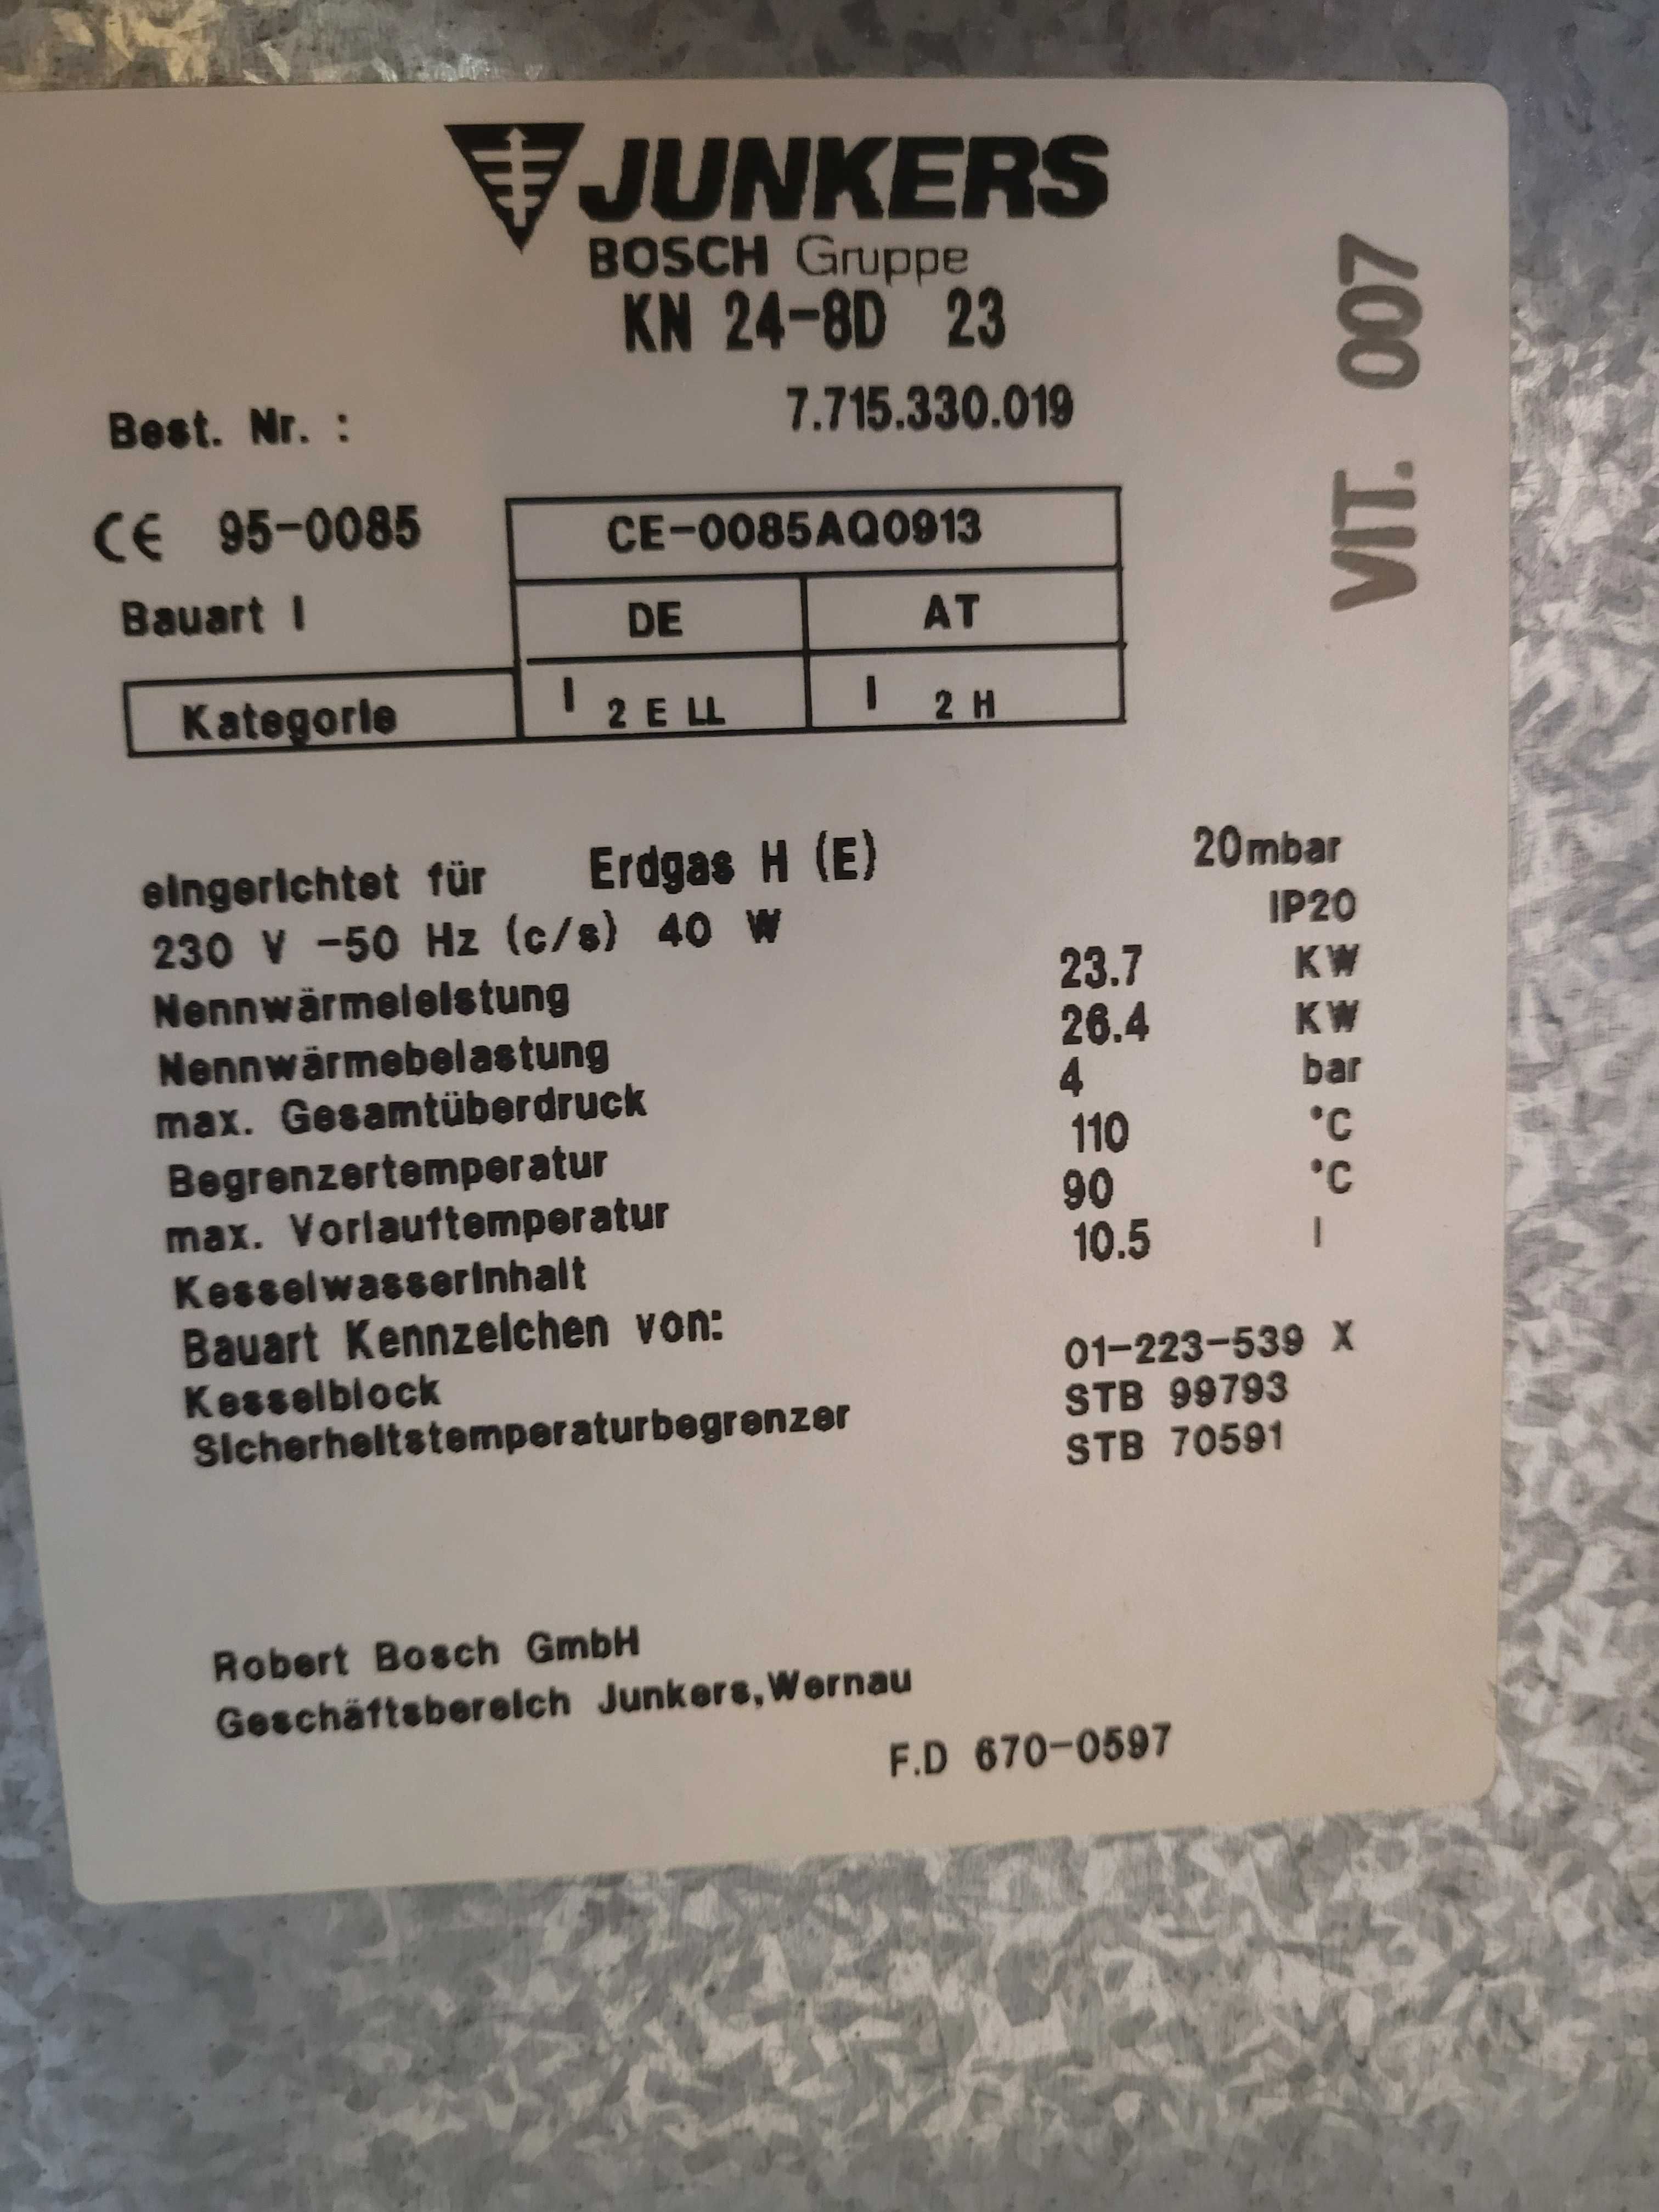 JUNKERS
BOSCH Gruppe
KN 24-8D 23
Best. Nr. : 7.715.330.019
VIT. 007
CE 95-0085 CE-0085AQ0913
Bauart I DE AT
Kategorie I 2 E LL I 2 H
eingerichtet für Erdgas H (E) 20mbar
230 V -50 Hz (c/s) 40 W IP20
Nennwärmeleistung 23.7 KW
Nennwärmebelastung 26.4 KW
max. Gesamtüberdruck 4 bar
Begrenzertemperatur 110 °C
max. Vorlauftemperatur 90 °C
Kesselwasserinhalt 10.5 l
Bauart Kennzeichen von:
Kesselblock 01-223-539 X
Sicherheitstemperaturbegrenzer STB 99793
STB 70591
Robert Bosch GmbH
Geschäftsbereich Junkers,Wernau
F.D 670-0597